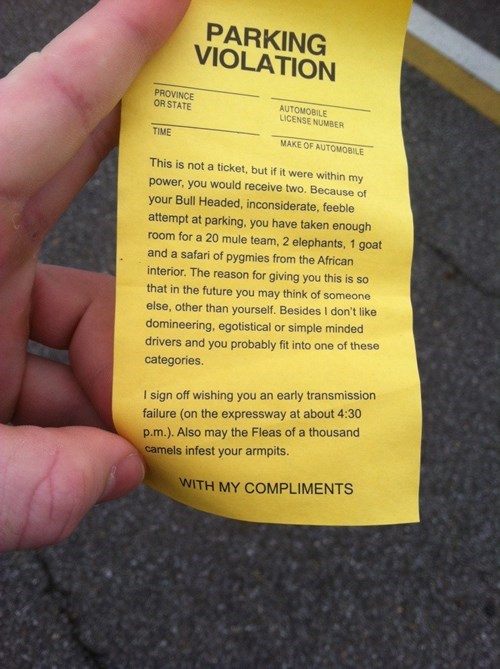 PARKING
VIOLATION
PROVINCE
OR STATE
AUTOMOBILE
LICENSE NUMBER
TIME
MAKE OF AUTOMOBILE
This is not a ticket, but if it were within my
power, you would receive two. Because of
your Bull Headed, inconsiderate, feeble
attempt at parking, you have taken enough
room for a 20 mule team, 2 elephants, 1 goat
and a safari of pygmies from the African
interior. The reason for giving you this is so
that in the future you may think of someone
else, other than yourself. Besides I don't like
domineering, egotistical or simple minded
drivers and you probably fit into one of these
categories.
I sign off wishing you an early transmission
failure (on the expressway at about 4:30
p.m.). Also may the Fleas of a thousand
camels infest your armpits.
WITH MY COMPLIMENTS